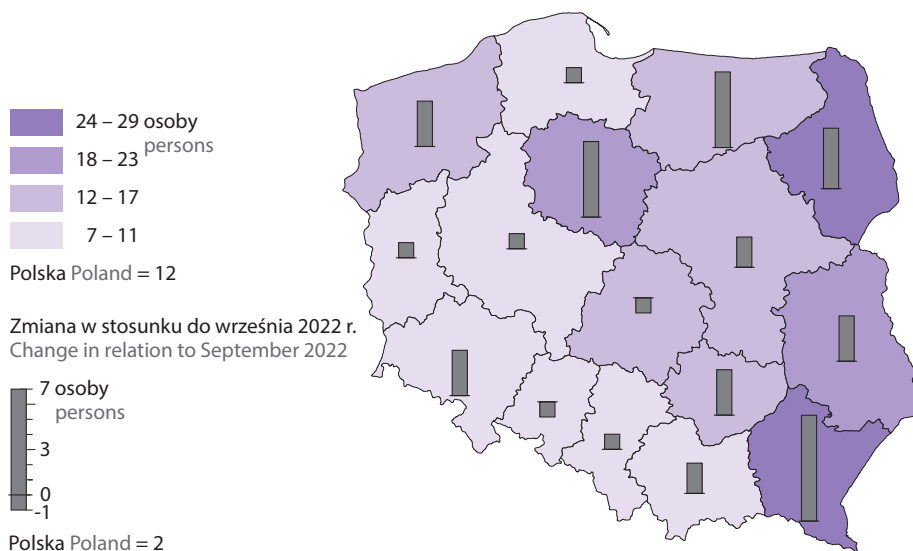 24 – 29 osoby
persons
18 – 23
12 – 17
7 – 11
Polska Poland = 12
Zmiana w stosunku do września 2022 r.
Change in relation to September 2022
7 osoby
persons
3
0
-1
Polska Poland = 2